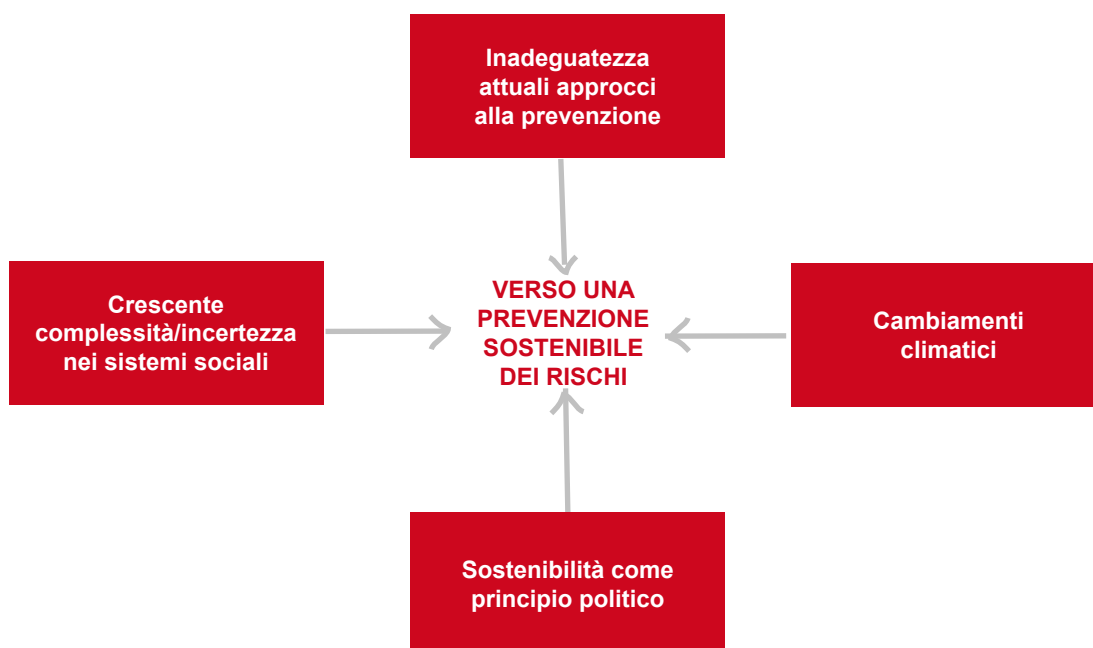 Inadeguatezza
attuali approcci
alla prevenzione
Crescente
complessità/incertezza
nei sistemi sociali
VERSO UNA
PREVENZIONE
SOSTENIBILE
DEI RISCHI
Cambiamenti
climatici
Sostenibilità come
principio politico